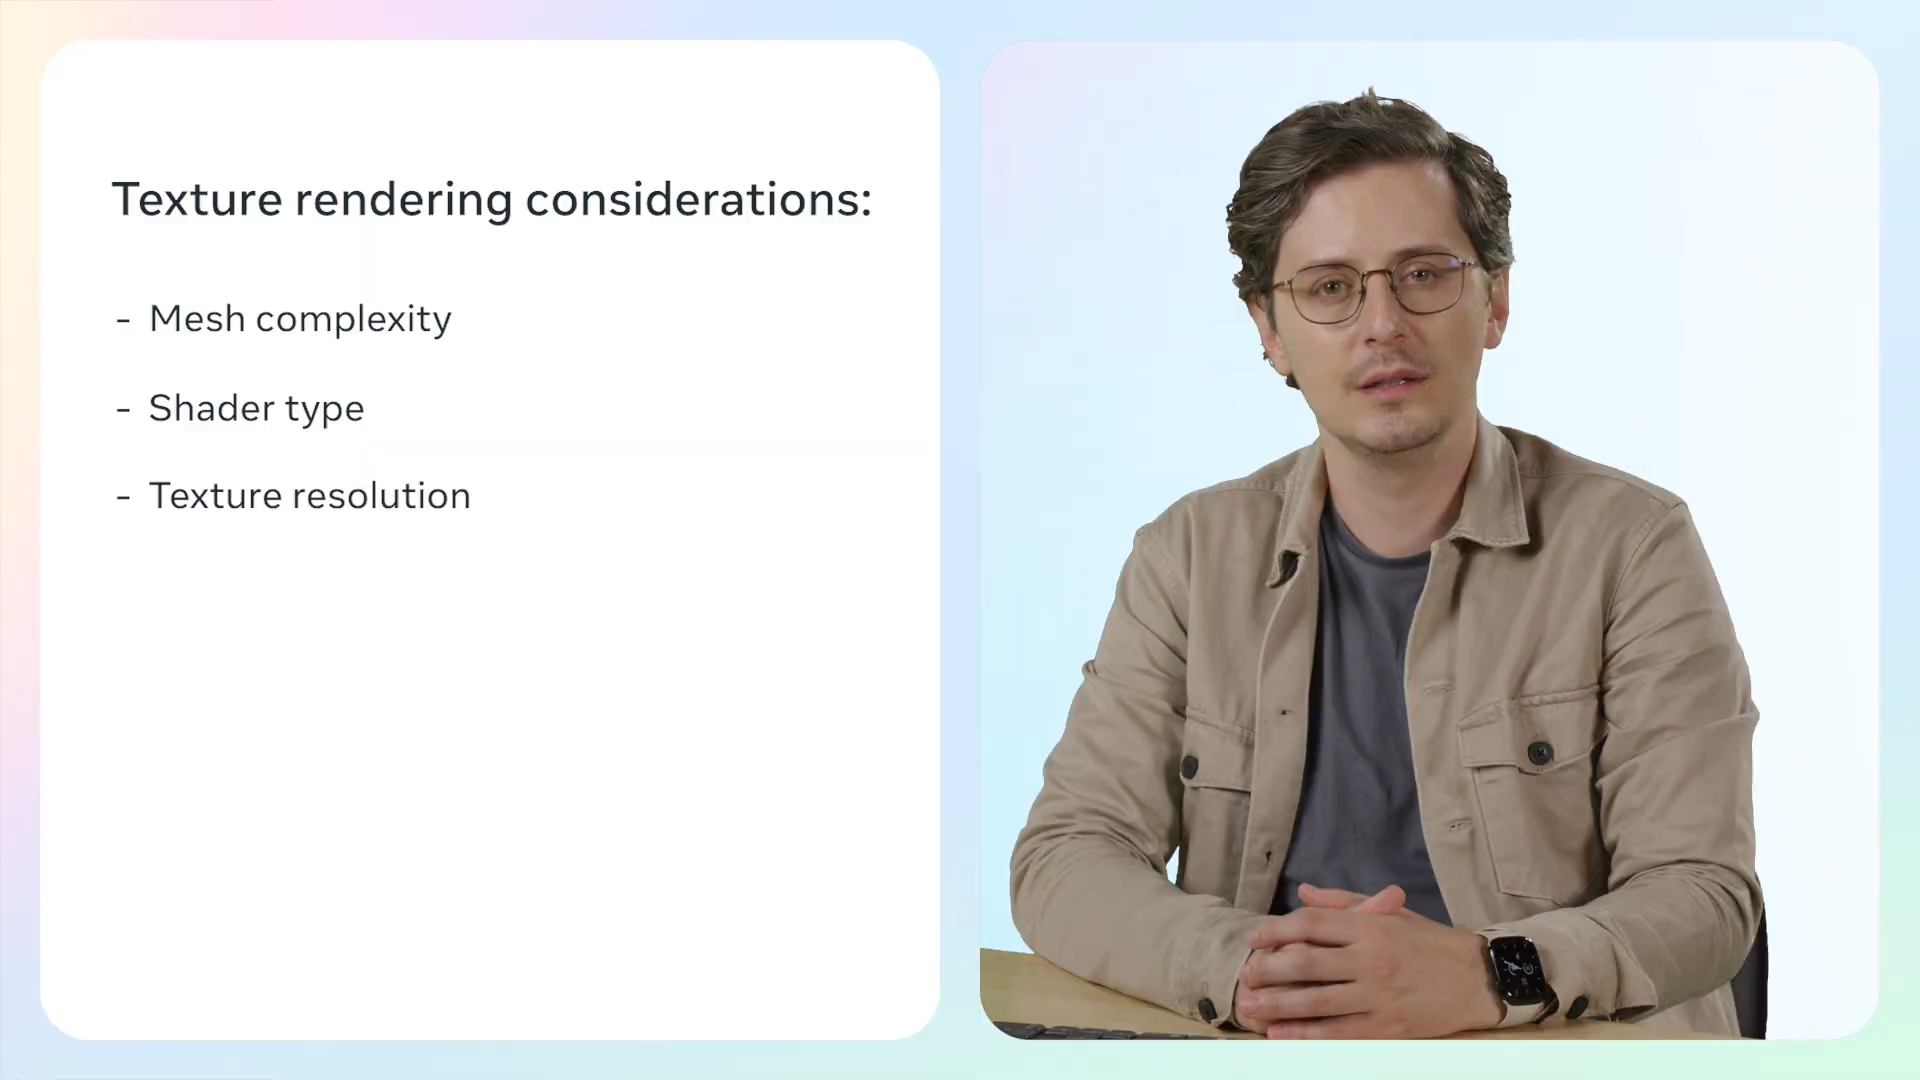 Texture rendering considerations:
- Mesh complexity
- Shader type
- Texture resolution